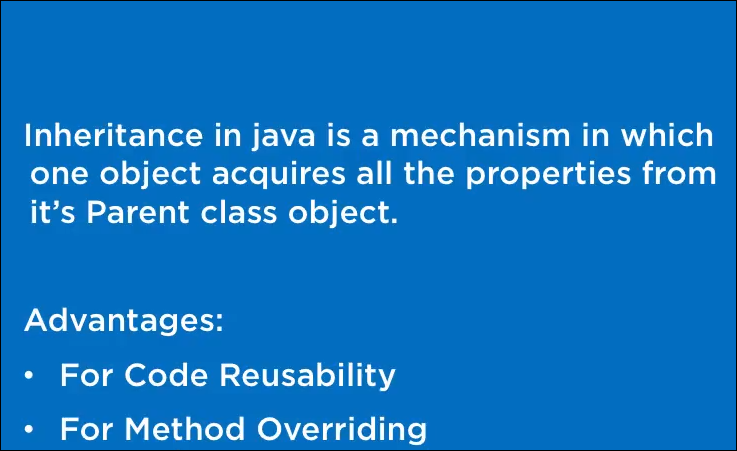 Inheritance in java is a mechanism in which
one object acquires all the properties from
it’s Parent class object.
Advantages:
• For Code Reusability
• For Method Overriding